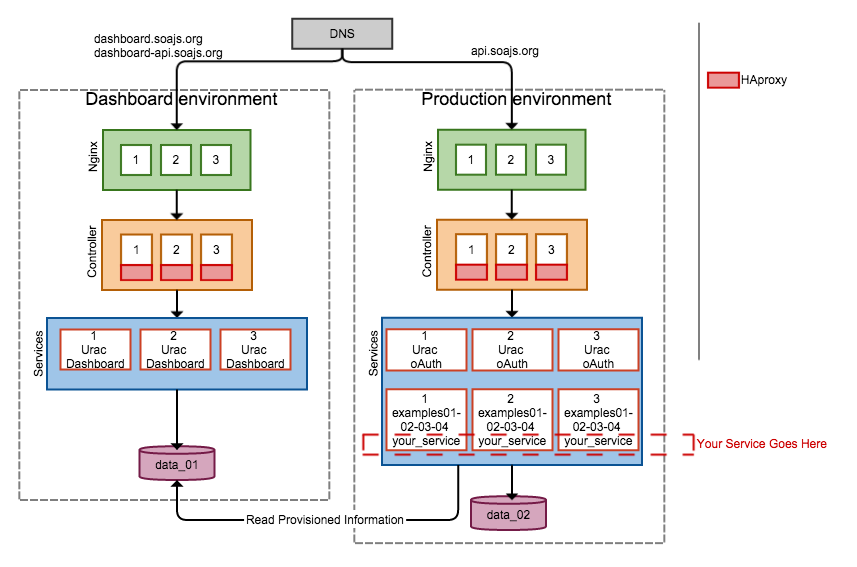 DNS
dashboard.soajs.org
dashboard-api.soajs.org
api.soajs.org
HAproxy
Dashboard environment
Production environment
Nginx
1
2
3
Nginx
1
2
3
Controller
1
2
3
Controller
1
2
3
Services
1
Urac
Dashboard
2
Urac
Dashboard
3
Urac
Dashboard
Services
1
Urac
oAuth
2
Urac
oAuth
3
Urac
oAuth
1
examples01-
02-03-04
your_service
2
examples01-
02-03-04
your_service
3
examples01-
02-03-04
your_service
Your Service Goes Here
data_01
Read Provisioned Information
data_02